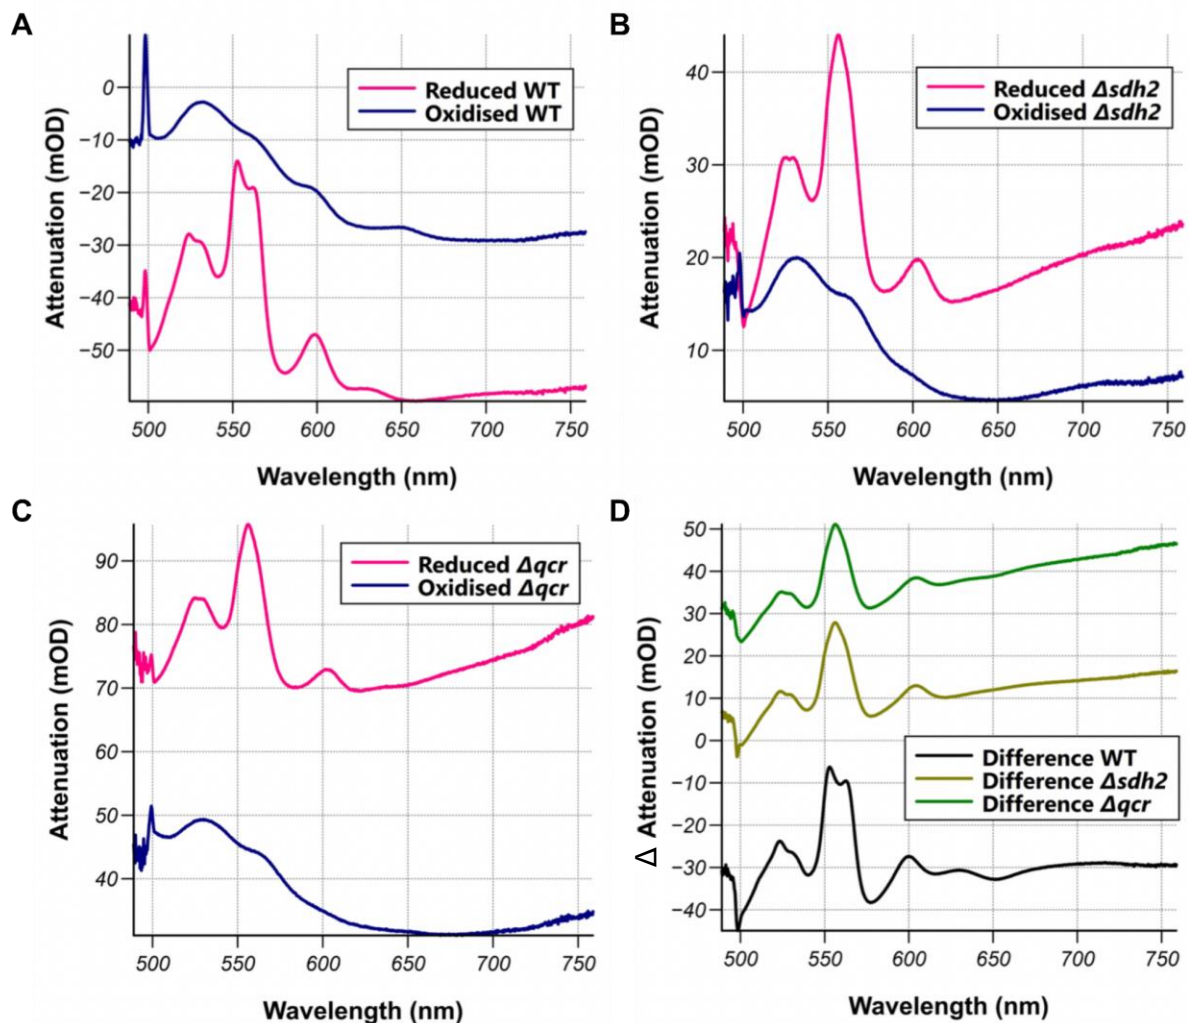 A
Attenuation (mOD)
0
−10
−20
−30
−40
−50
Reduced WT
Oxidised WT
500 550 600 650 700 750
Wavelength (nm)
B
Attenuation (mOD)
40
30
20
10
Reduced Δsdh2
Oxidised Δsdh2
500 550 600 650 700 750
Wavelength (nm)
C
Attenuation (mOD)
90
80
70
60
50
40
Reduced Δqcr
Oxidised Δqcr
500 550 600 650 700 750
Wavelength (nm)
D
Δ Attenuation (mOD)
50
40
30
20
10
0
−10
−20
−30
−40
Difference WT
Difference Δsdh2
Difference Δqcr
500 550 600 650 700 750
Wavelength (nm)